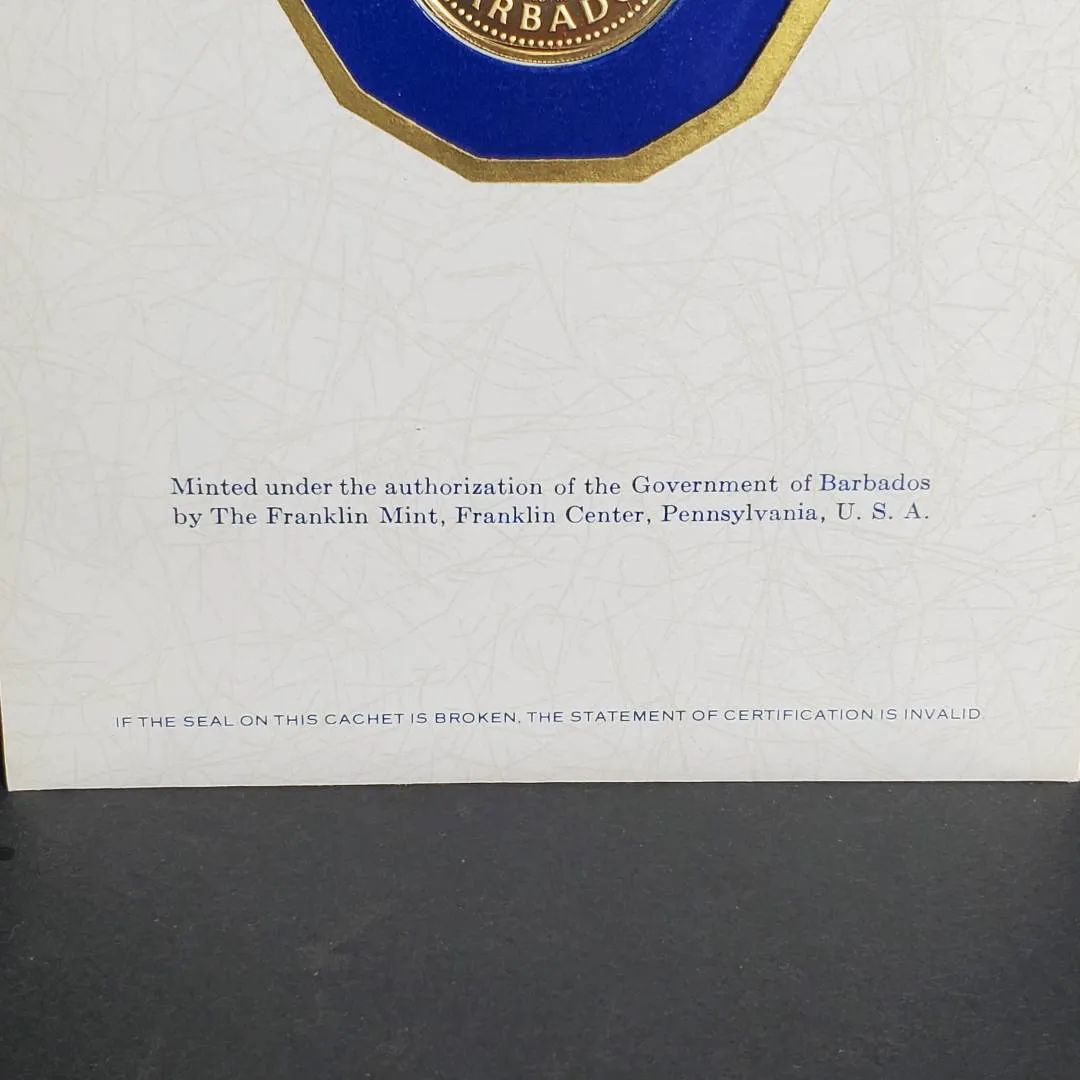 BARBADOS
Minted under the authorization of the Government of Barbados
by The Franklin Mint, Franklin Center, Pennsylvania, U. S. A.
IF THE SEAL ON THIS CACHET IS BROKEN, THE STATEMENT OF CERTIFICATION IS INVALID.